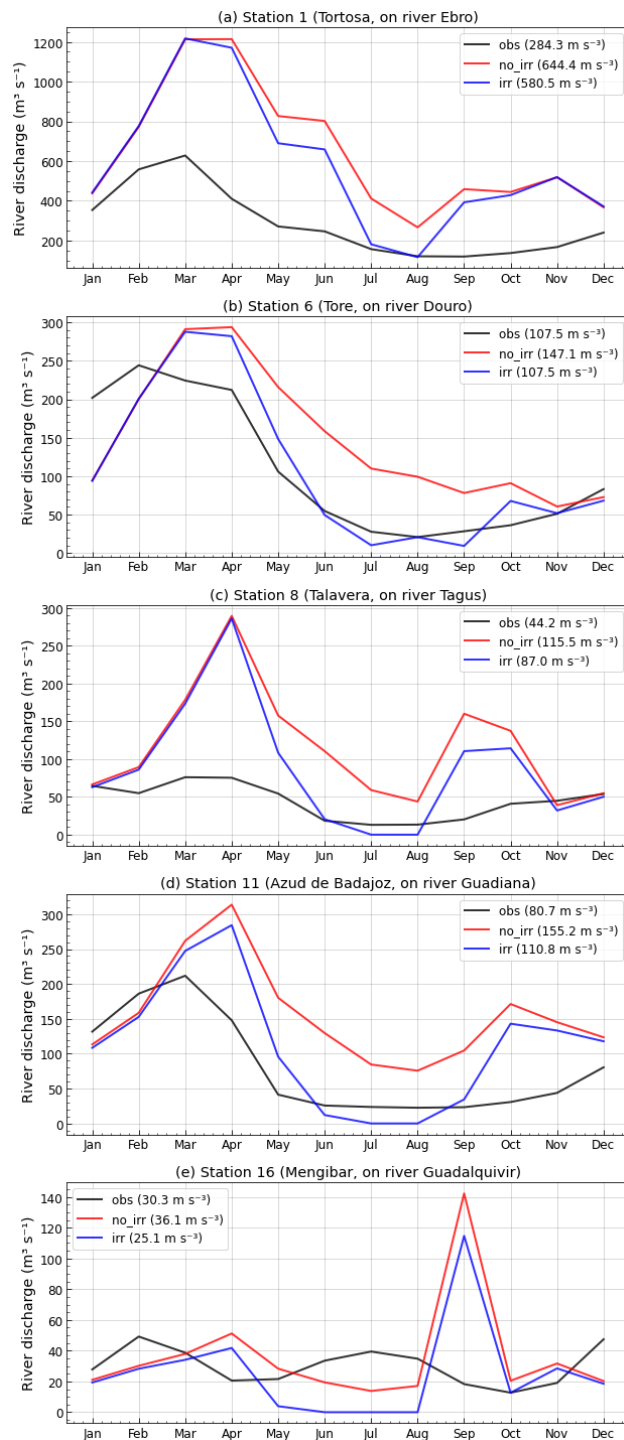 (a) Station 1 (Tortosa, on river Ebro)
River discharge (m³ s⁻¹)
1200
1000
800
600
400
200
obs (284.3 m s⁻³)
no_irr (644.4 m s⁻³)
irr (580.5 m s⁻³)
Jan Feb Mar Apr May Jun Jul Aug Sep Oct Nov Dec
(b) Station 6 (Tore, on river Douro)
River discharge (m³ s⁻¹)
300
250
200
150
100
50
0
obs (107.5 m s⁻³)
no_irr (147.1 m s⁻³)
irr (107.5 m s⁻³)
Jan Feb Mar Apr May Jun Jul Aug Sep Oct Nov Dec
(c) Station 8 (Talavera, on river Tagus)
River discharge (m³ s⁻¹)
300
250
200
150
100
50
0
obs (44.2 m s⁻³)
no_irr (115.5 m s⁻³)
irr (87.0 m s⁻³)
Jan Feb Mar Apr May Jun Jul Aug Sep Oct Nov Dec
(d) Station 11 (Azud de Badajoz, on river Guadiana)
River discharge (m³ s⁻¹)
300
250
200
150
100
50
0
obs (80.7 m s⁻³)
no_irr (155.2 m s⁻³)
irr (110.8 m s⁻³)
Jan Feb Mar Apr May Jun Jul Aug Sep Oct Nov Dec
(e) Station 16 (Mengibar, on river Guadalquivir)
River discharge (m³ s⁻¹)
140
120
100
80
60
40
20
0
obs (30.3 m s⁻³)
no_irr (36.1 m s⁻³)
irr (25.1 m s⁻³)
Jan Feb Mar Apr May Jun Jul Aug Sep Oct Nov Dec